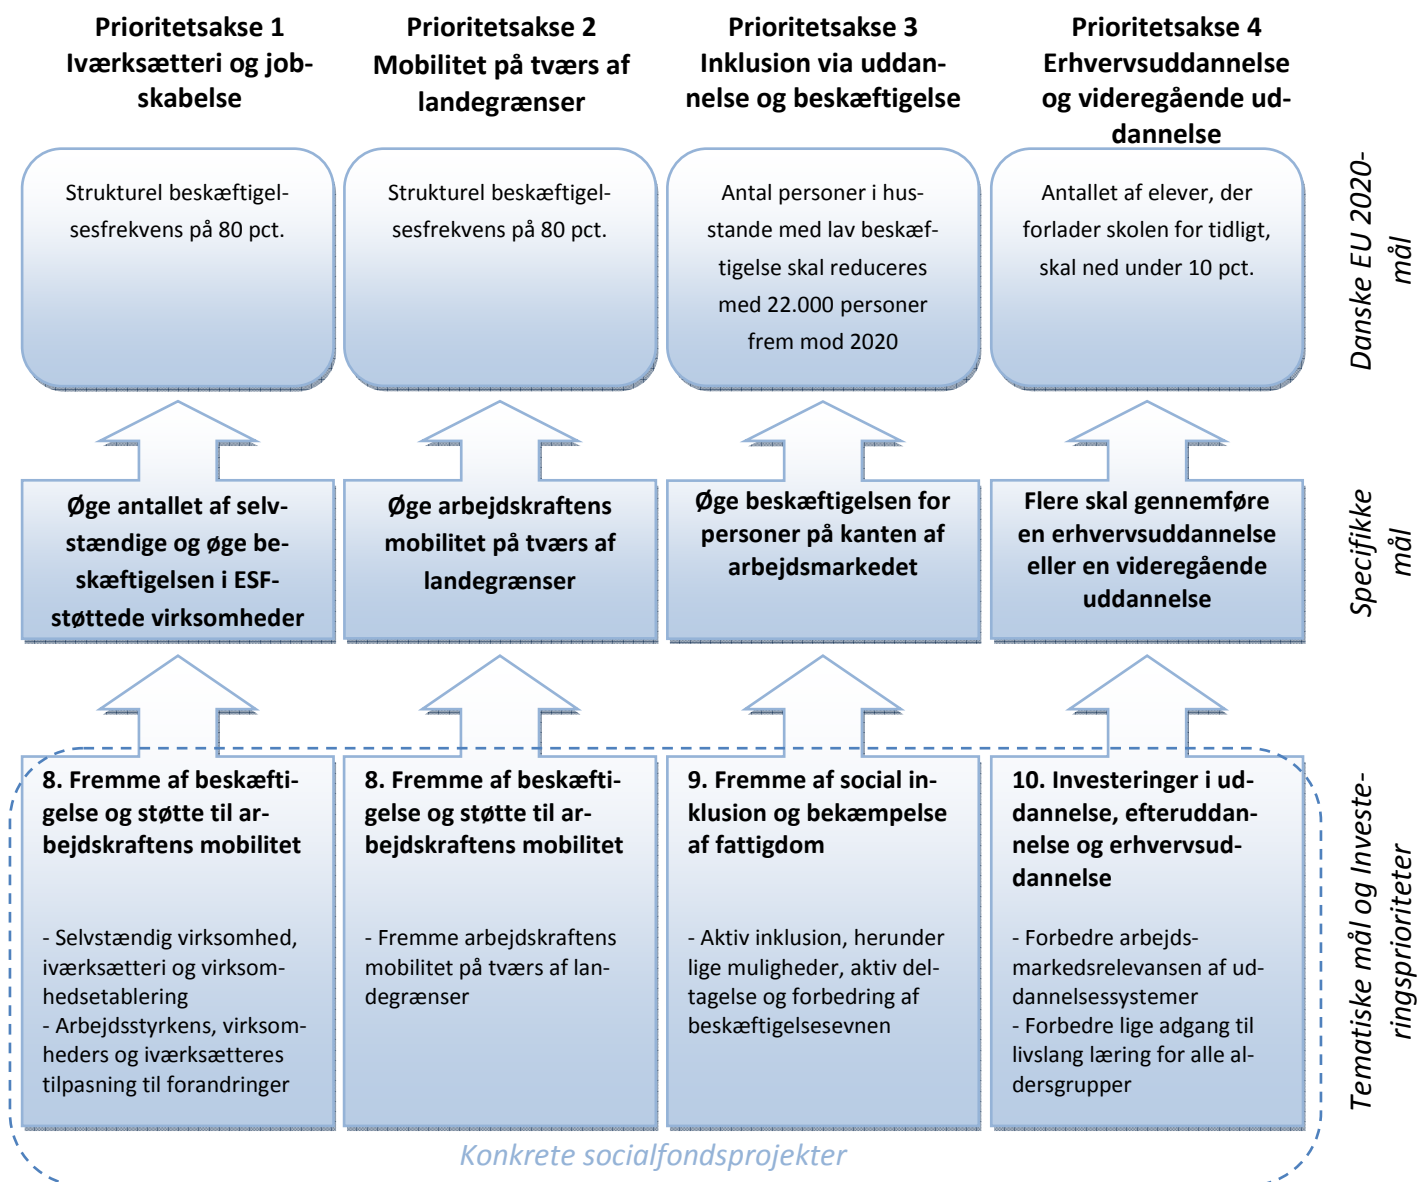 Prioritetsakse 1
Iværksætteri og job-
skabelse
Prioritetsakse 2
Mobilitet på tværs af
landegrænser
Prioritetsakse 3
Inklusion via uddan-
nelse og beskæftigelse
Prioritetsakse 4
Erhvervsuddannelse
og videregående ud-
dannelse
Strukturel beskæftigel-
sesfrekvens på 80 pct.
Strukturel beskæftigel-
sesfrekvens på 80 pct.
Antal personer i hus-
stande med lav beskæf-
tigelse skal reduceres
med 22.000 personer
frem mod 2020
Antallet af elever, der
forlader skolen for tidligt,
skal ned under 10 pct.
Danske EU 2020-
mål
Øge antallet af selv-
stændige og øge be-
skæftigelsen i ESF-
støttede virksomheder
Øge arbejdskraftens
mobilitet på tværs af
landegrænser
Øge beskæftigelsen for
personer på kanten af
arbejdsmarkedet
Flere skal gennemføre
en erhvervsuddannelse
eller en videregående
uddannelse
Specifikke
mål
8. Fremme af beskæfti-
gelse og støtte til ar-
bejdskraftens mobilitet
- Selvstændig virksomhed,
iværksætteri og virksom-
hedsetablering
- Arbejdsstyrkens, virksom-
heders og iværksætteres
tilpasning til forandringer
8. Fremme af beskæfti-
gelse og støtte til ar-
bejdskraftens mobilitet
- Fremme arbejdskraftens
mobilitet på tværs af lan-
degrænser
9. Fremme af social in-
klusion og bekæmpelse
af fattigdom
- Aktiv inklusion, herunder
lige muligheder, aktiv del-
tagelse og forbedring af
beskæftigelsesevnen
10. Investeringer i ud-
dannelse, efteruddan-
nelse og erhvervsud-
dannelse
- Forbedre arbejds-
markedsrelevansen af ud-
dannelsessystemer
- Forbedre lige adgang til
livslang læring for alle al-
dersgrupper
Tematiske mål og Investe-
ringsprioriteter
Konkrete socialfondsprojekter